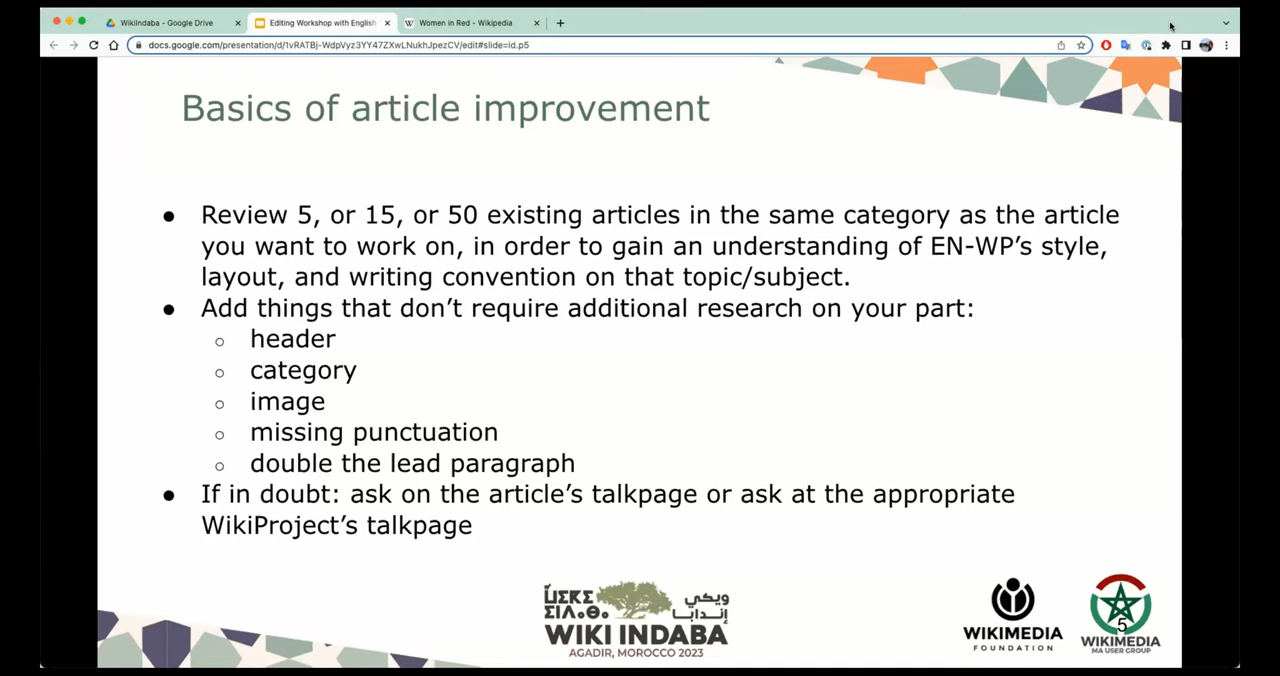 WikiIndaba - Google Drive
Editing Workshop with English
Women in Red - Wikipedia
docs.google.com/presentation/d/1vRATBj-WdpVyz3YY47ZXwLNukhJpezCV/edit#slide=id.p5
Basics of article improvement
● Review 5, or 15, or 50 existing articles in the same category as the article
you want to work on, in order to gain an understanding of EN-WP’s style,
layout, and writing convention on that topic/subject.
● Add things that don’t require additional research on your part:
○ header
○ category
○ image
○ missing punctuation
○ double the lead paragraph
● If in doubt: ask on the article’s talkpage or ask at the appropriate
WikiProject’s talkpage
ويكي
إندابا
WIKI INDABA
AGADIR, MOROCCO 2023
WIKIMEDIA
FOUNDATION
5
WIKIMEDIA
MA USER GROUP